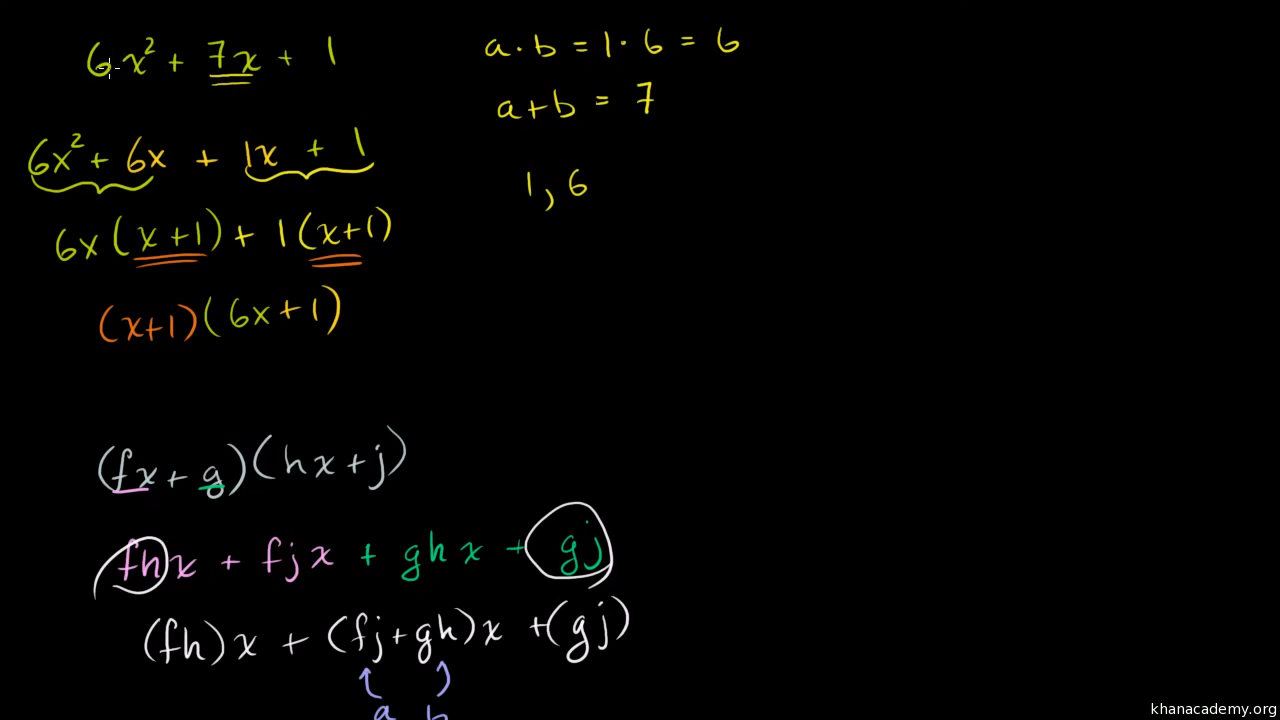 6x² + 7x + 1
a·b = 1·6 = 6
a+b = 7
6x² + 6x + 1x + 1
1, 6
6x(x+1) + 1(x+1)
(x+1)(6x+1)
(fx+g)(hx+j)
fhx + fjx + ghx + gj
(fh)x + (fj+gh)x + (gj)
a b
khanacademy.org